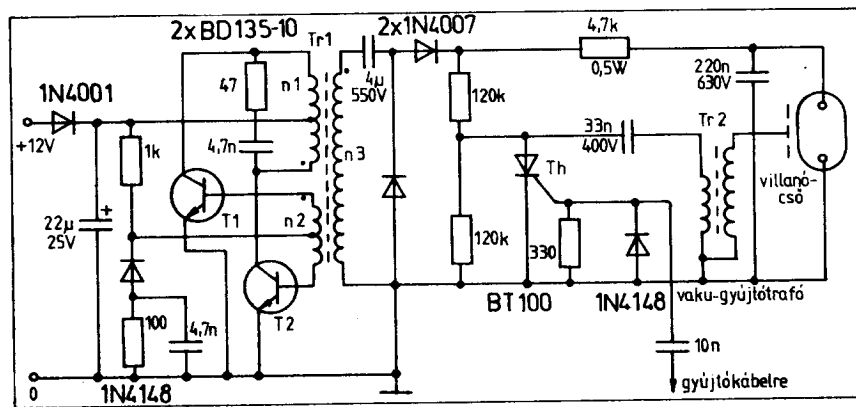 2xBD135-10
Tr1
2x1N4007
4,7k
0,5W
4µ
550V
220n
630V
1N4001
47
n1
+12V
1k
4,7n
n3
120k
33n
400V
Tr 2
Th
villanó-
cső
T1
n2
22µ
25V
+
120k
330
T2
100
4,7n
BT100
1N4148
vaku-gyújtótrafó
10n
0
1N4148
gyújtókábelre